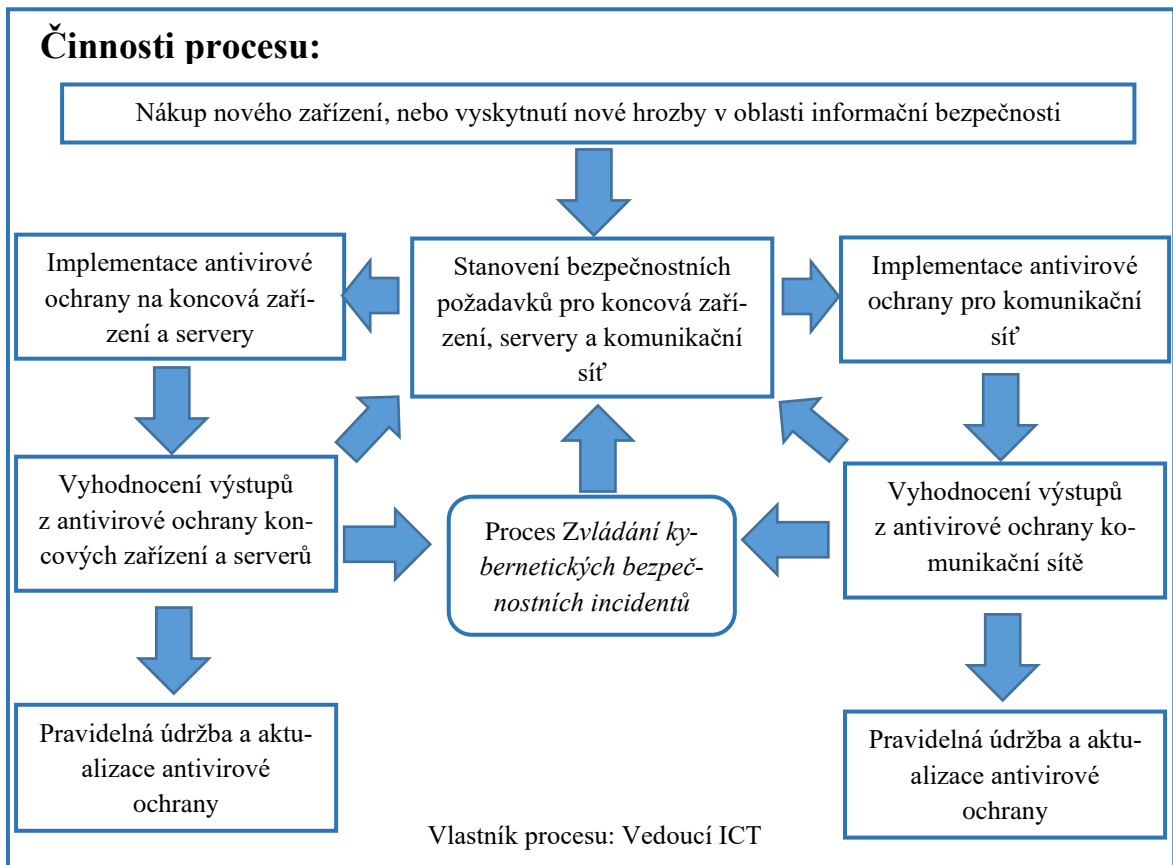 Činnosti procesu:
Nákup nového zařízení, nebo vyskytnutí nové hrozby v oblasti informační bezpečnosti
Implementace antivirové
ochrany na koncová zaří-
zení a servery
Stanovení bezpečnostních
požadavků pro koncová zaří-
zení, servery a komunikační
síť
Implementace antivirové
ochrany pro komunikační
síť
Vyhodnocení výstupů
z antivirové ochrany kon-
cových zařízení a serverů
Proces Zvládání ky-
bernetických bezpeč-
nostních incidentů
Vyhodnocení výstupů
z antivirové ochrany ko-
munikační sítě
Pravidelná údržba a aktu-
alizace antivirové
ochrany
Pravidelná údržba a aktu-
alizace antivirové
ochrany
Vlastník procesu: Vedoucí ICT